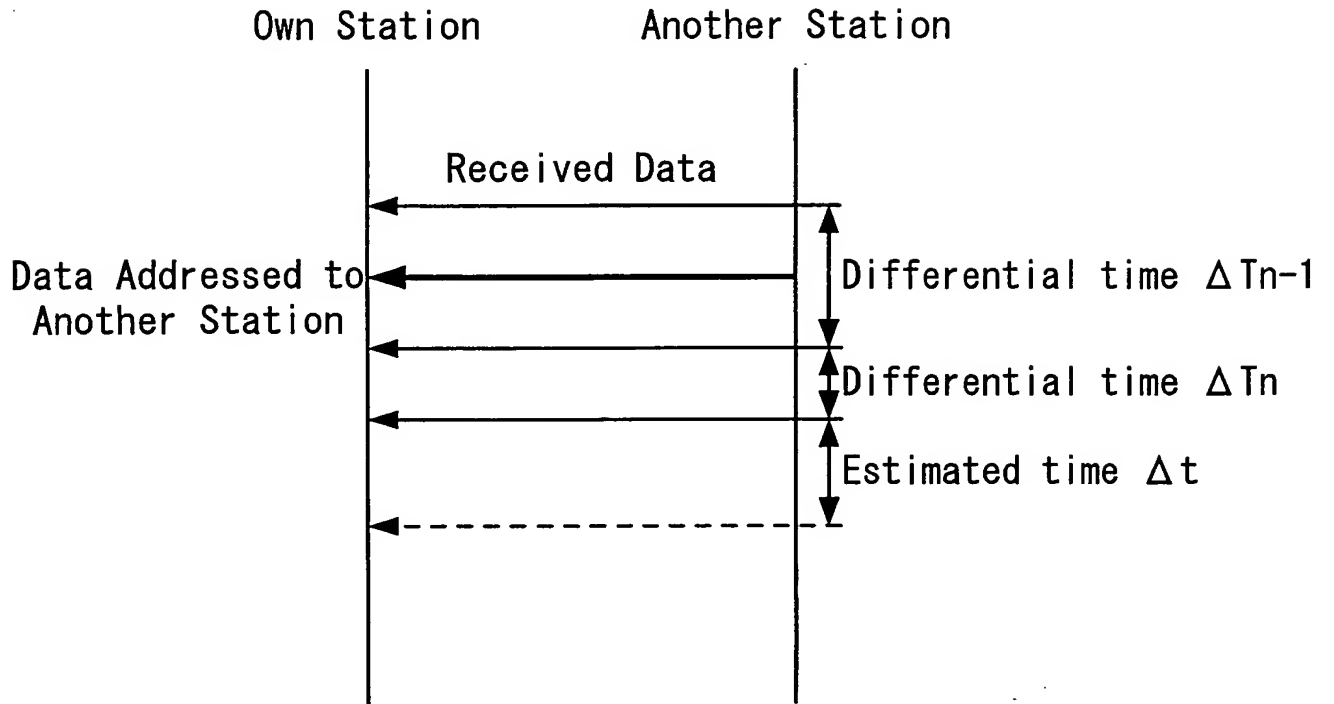 Own Station
Another Station
Received Data
Data Addressed to
Another Station
Differential time ΔTn-1
Differential time ΔTn
Estimated time Δt